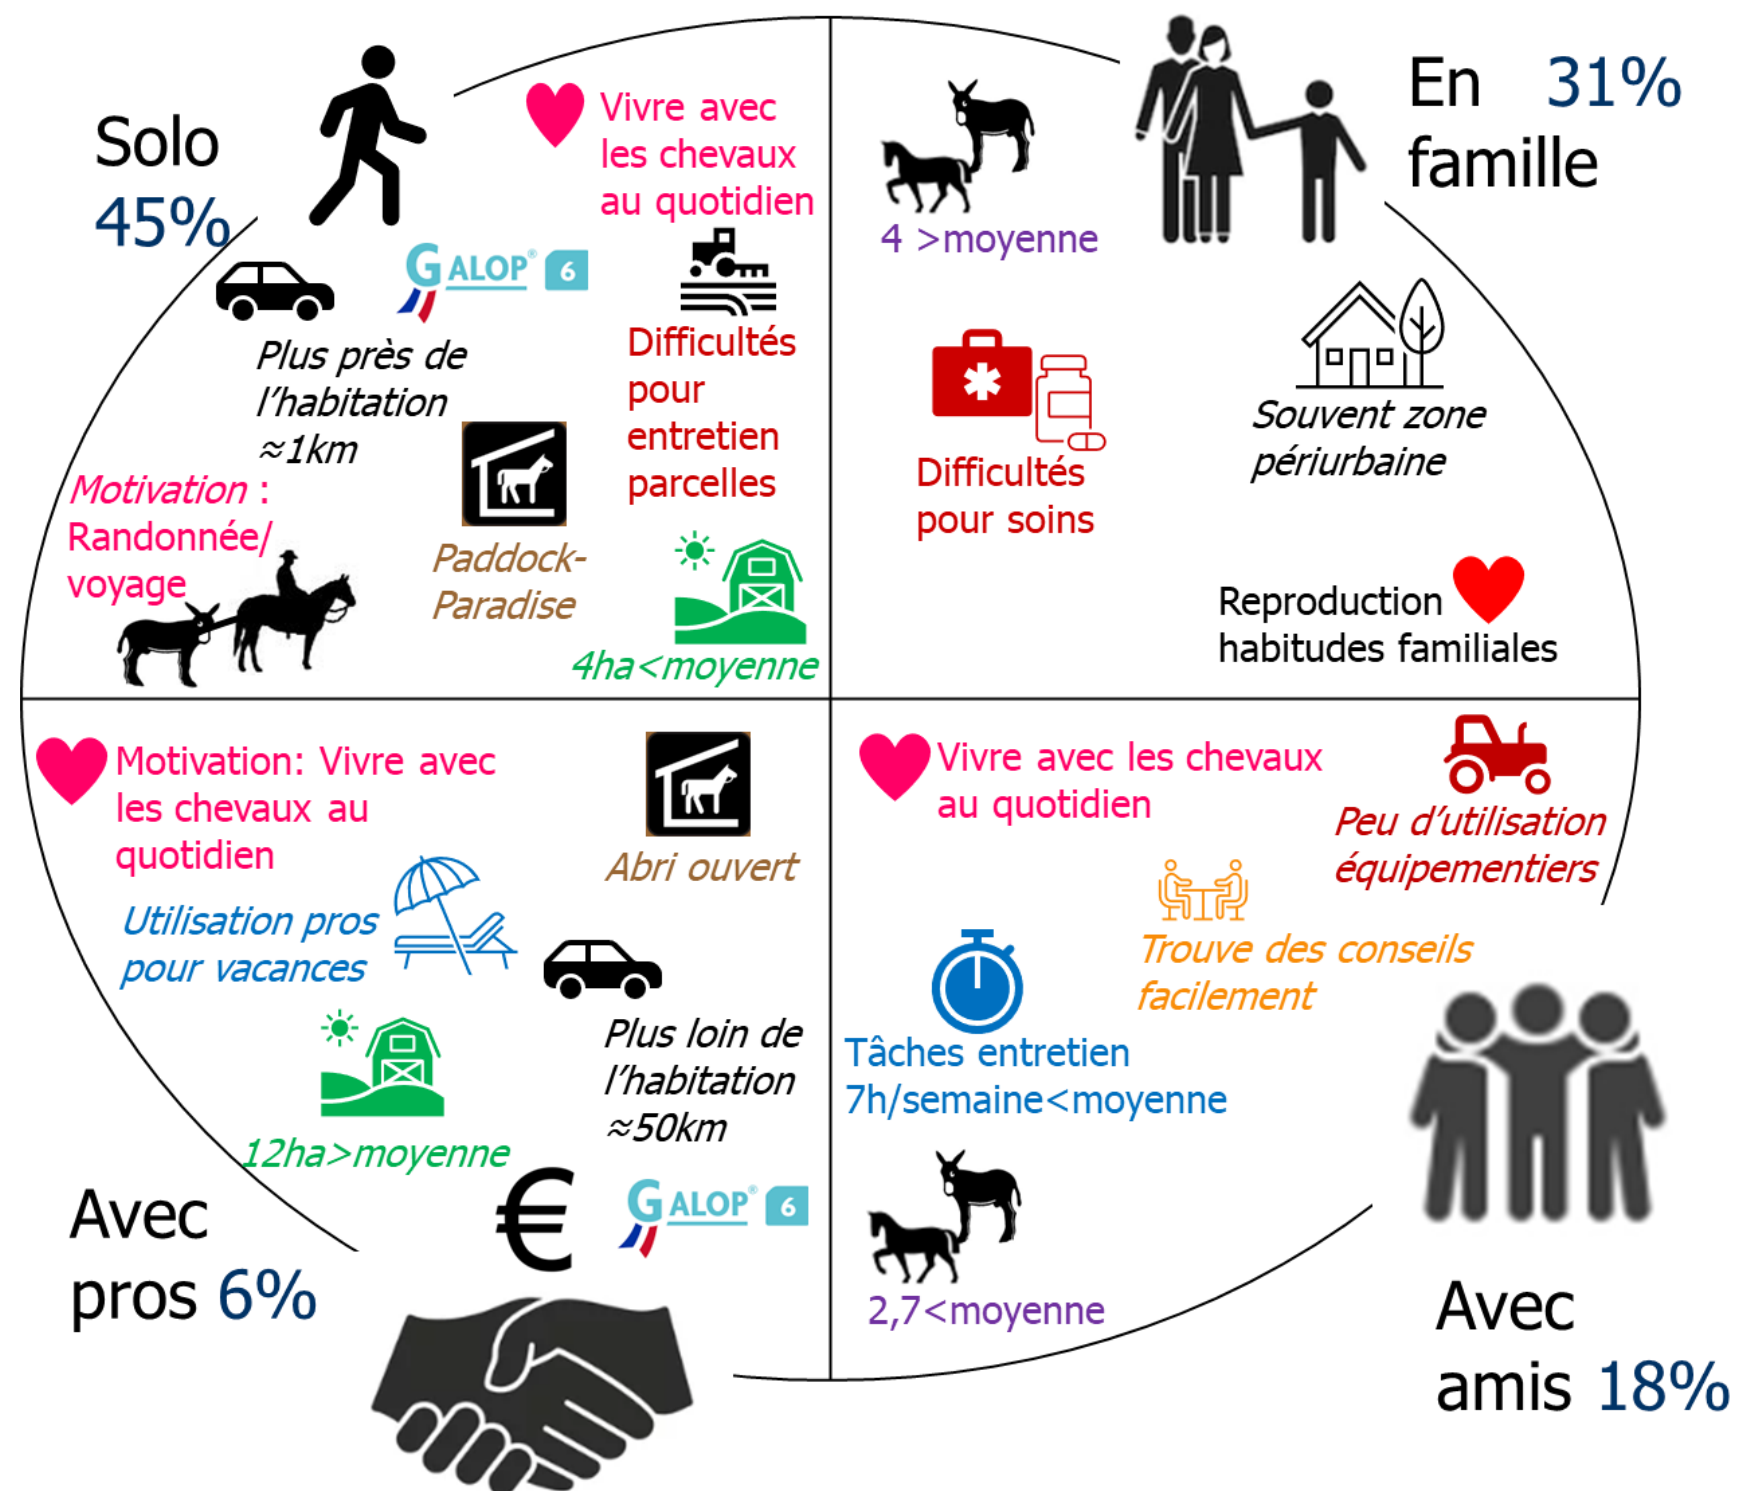 Solo
45%
Vivre avec
les chevaux
au quotidien
GALOP® 6
Plus près de
l'habitation
≈1km
Difficultés
pour
entretien
parcelles
Motivation :
Randonnée/
voyage
Paddock-
Paradise
4ha<moyenne
En 31%
famille
4 >moyenne
Difficultés
pour soins
Souvent zone
périurbaine
Reproduction
habitudes familiales
Motivation: Vivre avec
les chevaux au
quotidien
Abri ouvert
Utilisation pros
pour vacances
Plus loin de
l'habitation
≈50km
12ha>moyenne
Avec
pros 6%
€
GALOP® 6
Vivre avec les chevaux
au quotidien
Peu d'utilisation
équipementiers
Trouve des conseils
facilement
Tâches entretien
7h/semaine<moyenne
2,7<moyenne
Avec
amis 18%